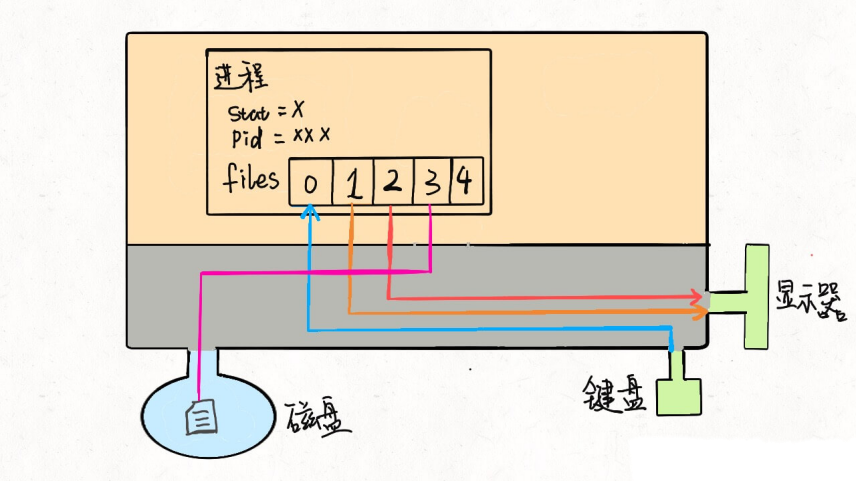 进程
Stat = X
Pid = XXX
files 0 1 2 3 4
显示器
键盘
磁盘